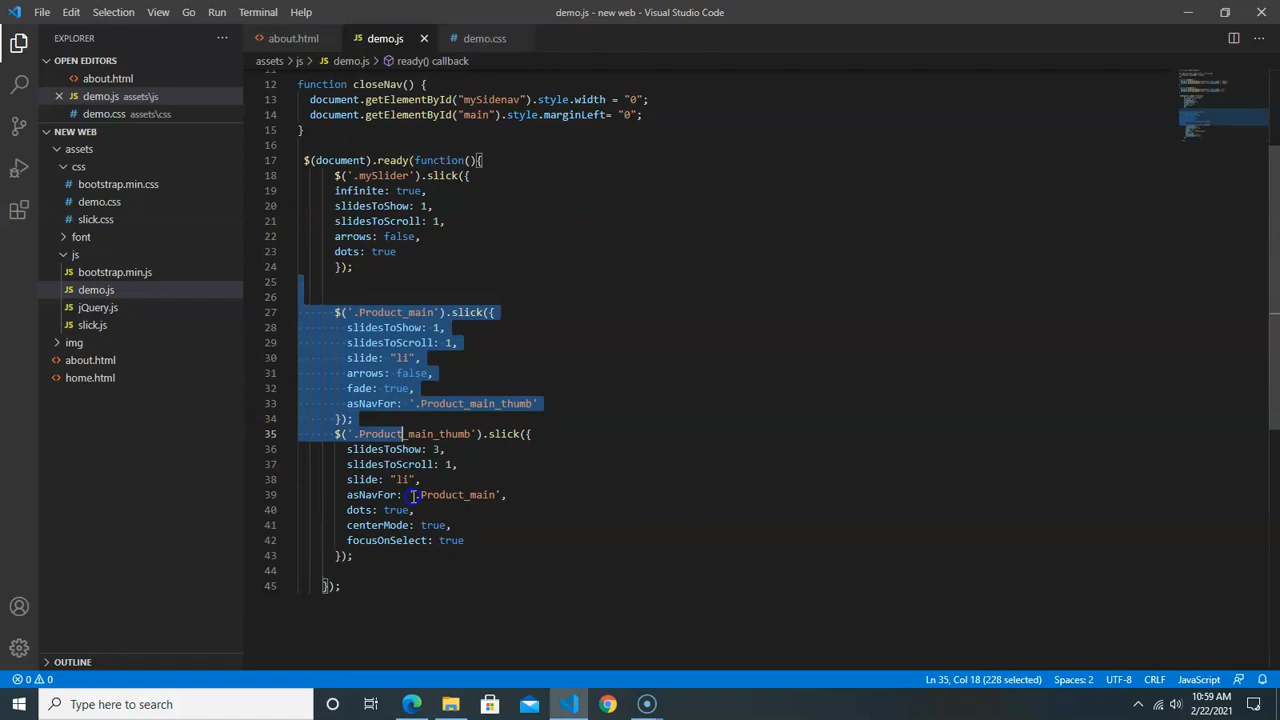 File Edit Selection View Go Run Terminal Help
demo.js - new web - Visual Studio Code
EXPLORER
OPEN EDITORS
about.html
demo.js assets\js
demo.css assets\css
NEW WEB
assets
css
bootstrap.min.css
demo.css
slick.css
font
js
bootstrap.min.js
demo.js
jQuery.js
slick.js
img
about.html
home.html
OUTLINE
about.html demo.js demo.css
assets > js > demo.js > ready() callback
12 function closeNav() {
13 document.getElementById("mySidenav").style.width = "0";
14 document.getElementById("main").style.marginLeft= "0";
15 }
16
17 $(document).ready(function(){
18 $('.mySlider').slick({
19 infinite: true,
20 slidesToShow: 1,
21 slidesToScroll: 1,
22 arrows: false,
23 dots: true
24 });
25
26
27 $('.Product_main').slick({
28 slidesToShow: 1,
29 slidesToScroll: 1,
30 slide: "li",
31 arrows: false,
32 fade: true,
33 asNavFor: '.Product_main_thumb'
34 });
35 $('.Product_main_thumb').slick({
36 slidesToShow: 3,
37 slidesToScroll: 1,
38 slide: "li",
39 asNavFor: '.Product_main',
40 dots: true,
41 centerMode: true,
42 focusOnSelect: true
43 });
44
45 });
0 0
Ln 35, Col 18 (228 selected) Spaces: 2 UTF-8 CRLF JavaScript
Type here to search
10:59 AM
2/22/2021